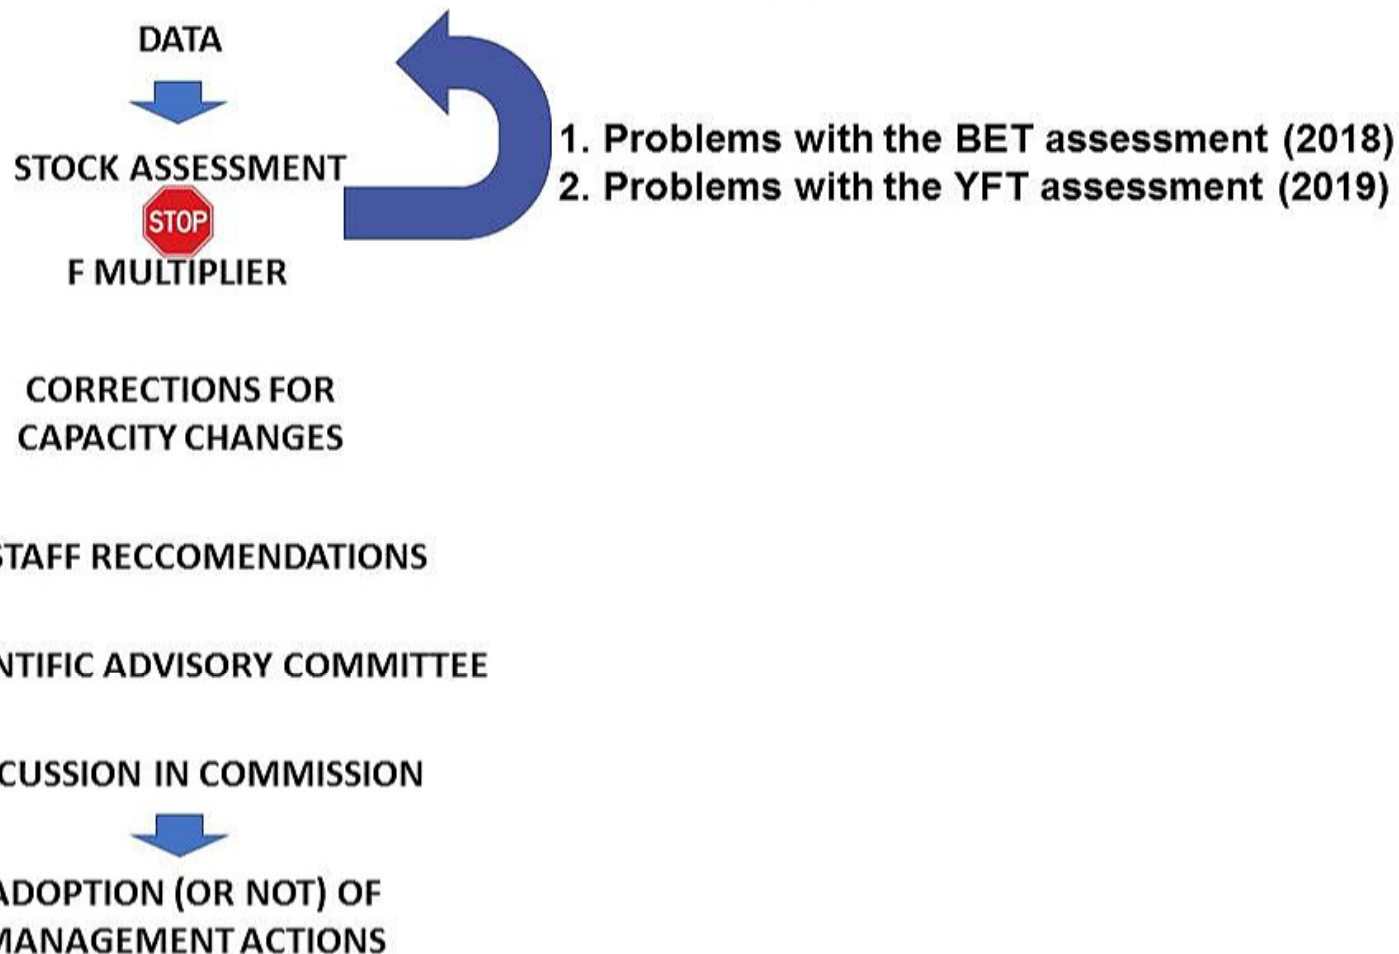 DATA
STOCK ASSESSMENT
STOP
F MULTIPLIER
1. Problems with the BET assessment (2018)
2. Problems with the YFT assessment (2019)
CORRECTIONS FOR
CAPACITY CHANGES
STAFF RECCOMENDATIONS
NTIFIC ADVISORY COMMITTEE
CUSSION IN COMMISSION
ADOPTION (OR NOT) OF
MANAGEMENT ACTIONS